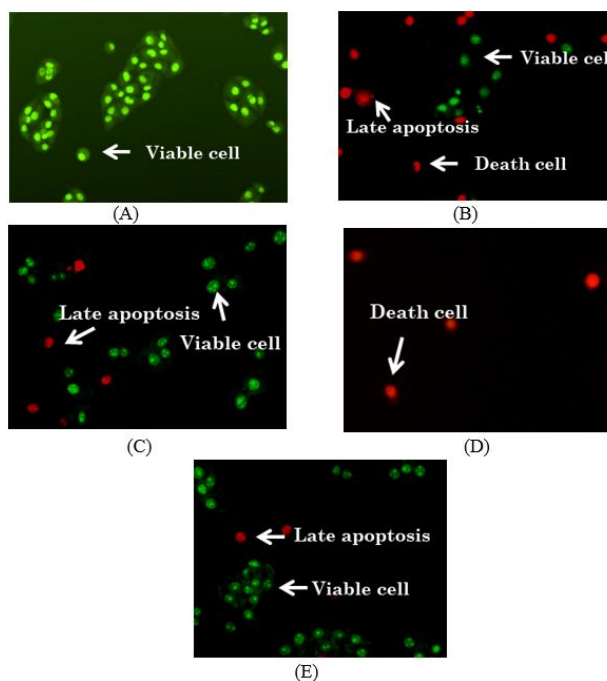 Viable cell
(A)
Viable cel
Late apoptosis
Death cell
(B)
Late apoptosis
Viable cell
(C)
Death cell
(D)
Late apoptosis
Viable cell
(E)